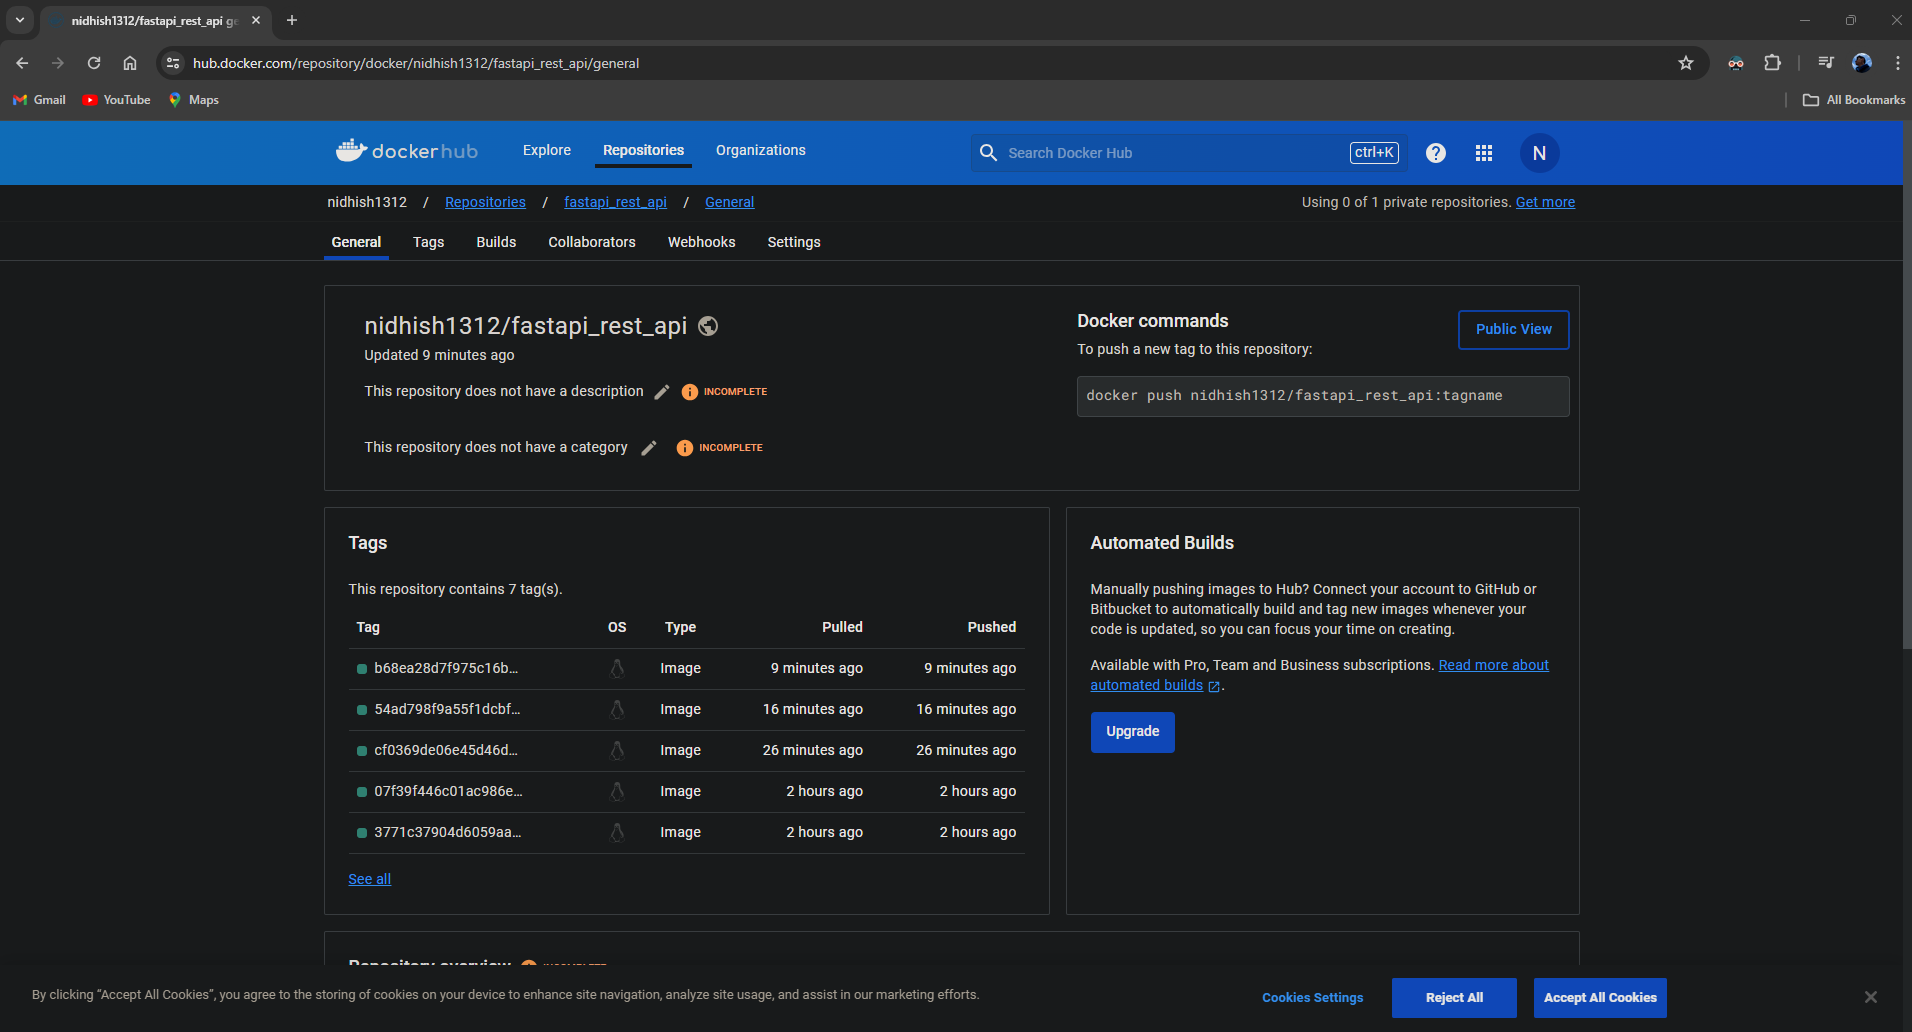 nidhish1312/fastapi_rest_api ge
hub.docker.com/repository/docker/nidhish1312/fastapi_rest_api/general
Gmail YouTube Maps All Bookmarks
dockerhub Explore Repositories Organizations Search Docker Hub ctrl+K ? N
nidhish1312 / Repositories / fastapi_rest_api / General Using 0 of 1 private repositories. Get more
General Tags Builds Collaborators Webhooks Settings
nidhish1312/fastapi_rest_api
Updated 9 minutes ago
This repository does not have a description INCOMPLETE
This repository does not have a category INCOMPLETE
Docker commands
Public View
To push a new tag to this repository:
docker push nidhish1312/fastapi_rest_api:tagname
Tags
This repository contains 7 tag(s).
Tag OS Type Pulled Pushed
b68ea28d7f975c16b... Image 9 minutes ago 9 minutes ago
54ad798f9a55f1dcbf... Image 16 minutes ago 16 minutes ago
cf0369de06e45d46d... Image 26 minutes ago 26 minutes ago
07f39f446c01ac986e... Image 2 hours ago 2 hours ago
3771c37904d6059aa... Image 2 hours ago 2 hours ago
See all
Automated Builds
Manually pushing images to Hub? Connect your account to GitHub or
Bitbucket to automatically build and tag new images whenever your
code is updated, so you can focus your time on creating.
Available with Pro, Team and Business subscriptions. Read more about
automated builds .
Upgrade
Repository overview INCOMPLETE
By clicking “Accept All Cookies”, you agree to the storing of cookies on your device to enhance site navigation, analyze site usage, and assist in our marketing efforts.
Cookies Settings Reject All Accept All Cookies